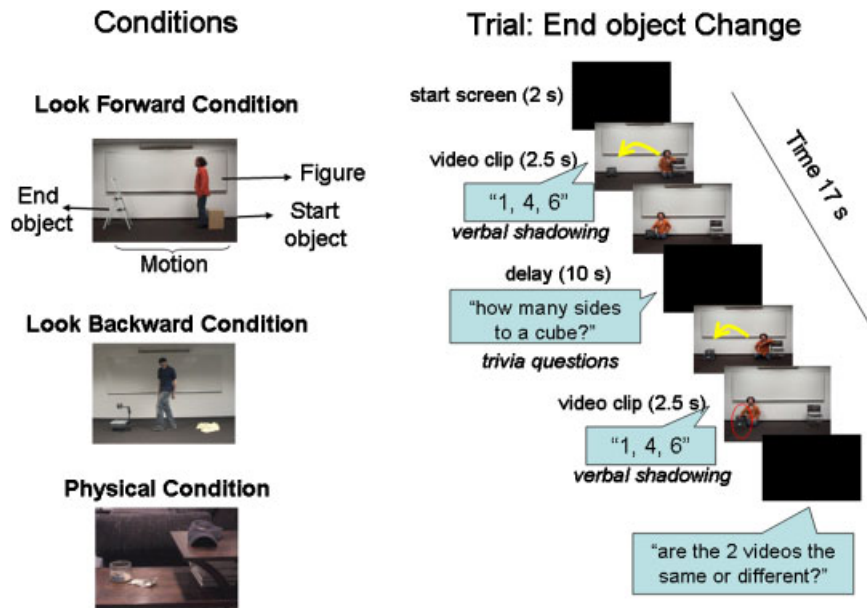 Conditions
Look Forward Condition
Figure
End
object
Start
object
Motion
Look Backward Condition
Physical Condition
Trial: End object Change
start screen (2 s)
video clip (2.5 s)
“1, 4, 6”
verbal shadowing
delay (10 s)
“how many sides
to a cube?”
trivia questions
video clip (2.5 s)
“1, 4, 6”
verbal shadowing
“are the 2 videos the
same or different?”
Time 17 s